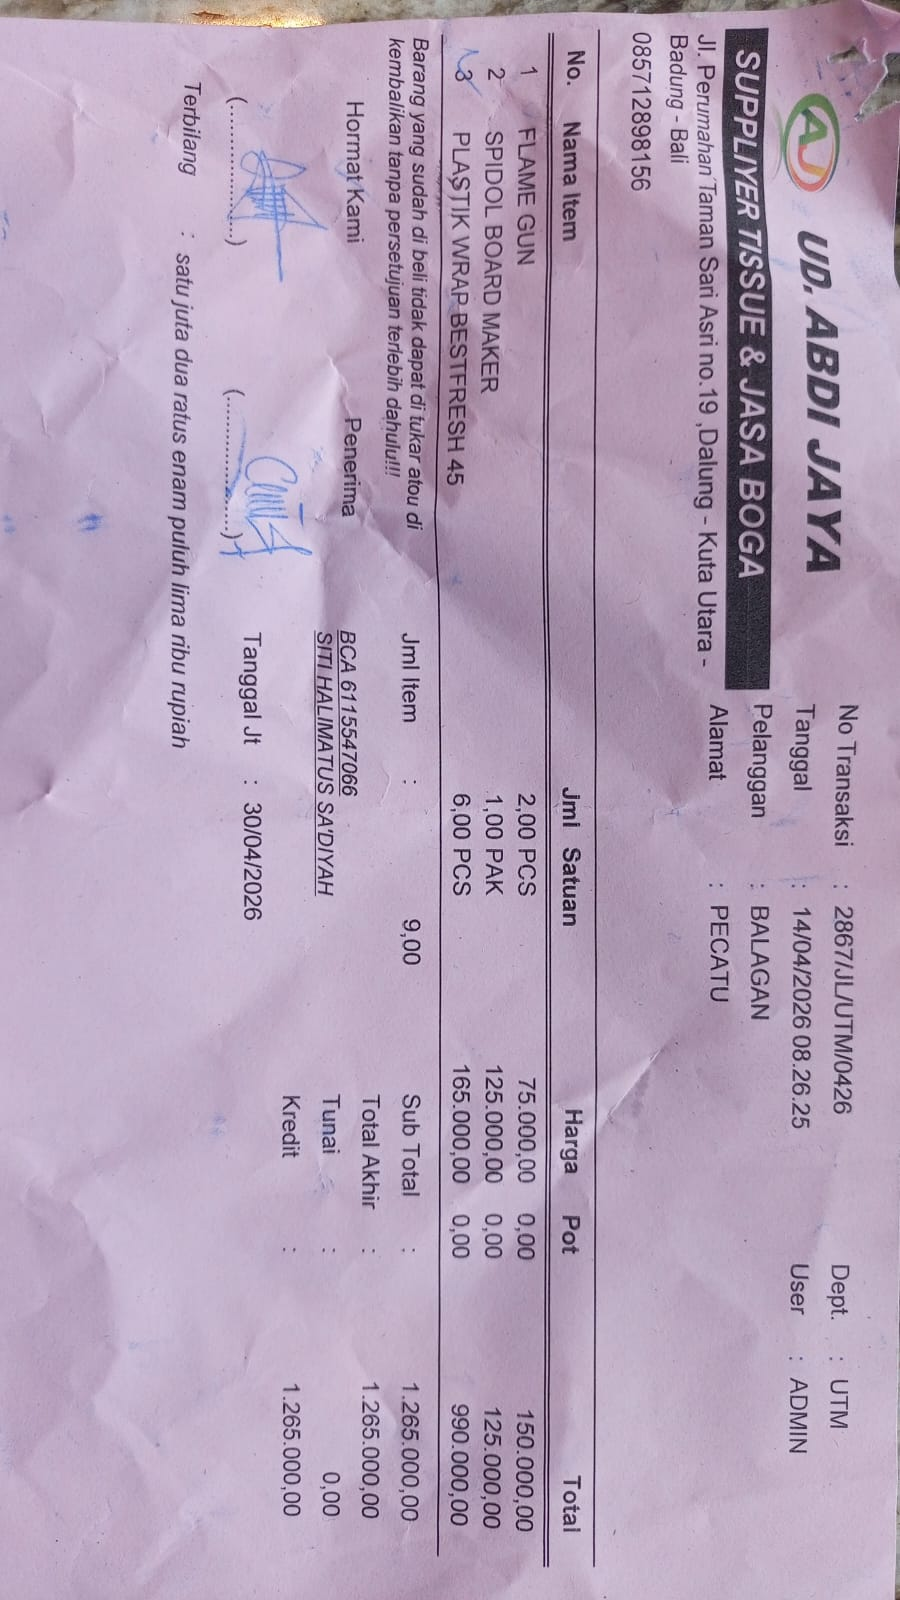 AJ UD. ABDI JAYA
SUPPLIYER TISSUE & JASA BOGA
Jl. Perumahan Taman Sari Asri no.19 ,Dalung - Kuta Utara -
Badung - Bali
085712898156
No Transaksi : 2867/JL/UTM/0426 Dept. : UTM
Tanggal : 14/04/2026 08.26.25 User : ADMIN
Pelanggan : BALAGAN
Alamat : PECATU
No. Nama Item Jml Satuan Harga Pot Total
1 FLAME GUN 2,00 PCS 75.000,00 0,00 150.000,00
2 SPIDOL BOARD MAKER 1,00 PAK 125.000,00 0,00 125.000,00
3 PLASTIK WRAP BESTFRESH 45 6,00 PCS 165.000,00 0,00 990.000,00
Barang yang sudah di beli tidak dapat di tukar atou di
kembalikan tanpa persetujuan terlebih dahulu!!!
Jml Item : 9,00 Sub Total : 1.265.000,00
Hormat Kami Penerima BCA 6115547066 Total Akhir : 1.265.000,00
SITI HALIMATUS SA'DIYAH Tunai : 0,00
Kredit : 1.265.000,00
(................) (................) Tanggal Jt : 30/04/2026
Terbilang : satu juta dua ratus enam puluh lima ribu rupiah